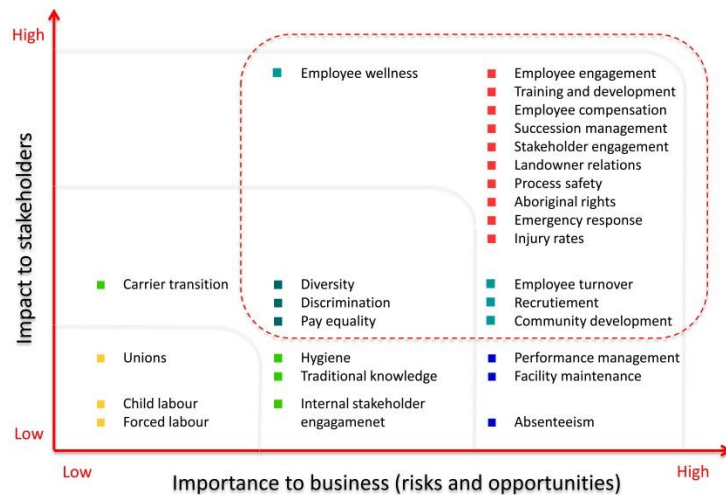 High
Employee wellness
Employee engagement
Training and development
Employee compensation
Succession management
Stakeholder engagement
Landowner relations
Process safety
Aboriginal rights
Emergency response
Injury rates
Impact to stakeholders
Carrier transition
Diversity
Discrimination
Pay equality
Employee turnover
Recrutiement
Community development
Unions
Child labour
Forced labour
Hygiene
Traditional knowledge
Internal stakeholder
engagamenet
Performance management
Facility maintenance
Absenteeism
Low
Low
High
Importance to business (risks and opportunities)